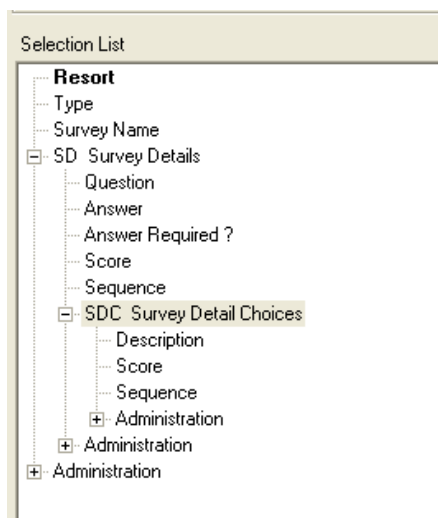 Selection List
Resort
Type
Survey Name
SD Survey Details
Question
Answer
Answer Required ?
Score
Sequence
SDC Survey Detail Choices
Description
Score
Sequence
Administration
Administration
Administration